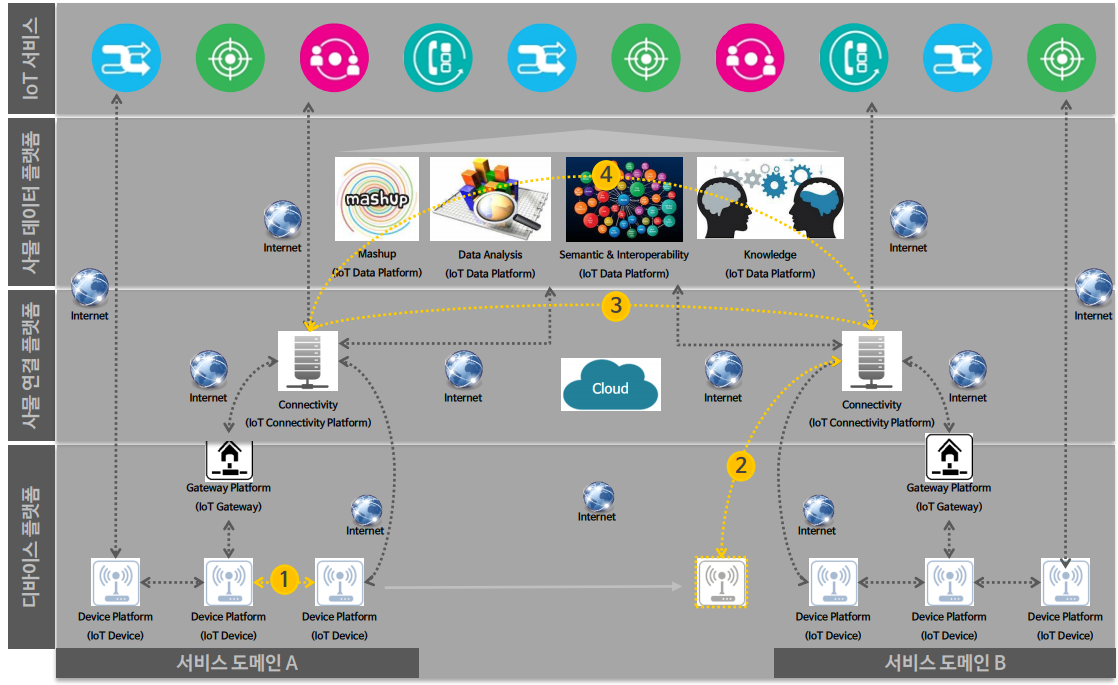 IoT 서비스
사물 데이터 플랫폼
mashup
4
Mashup
(IoT Data Platform)
Data Analysis
(IoT Data Platform)
Semantic & Interoperability
(IoT Data Platform)
Knowledge
(IoT Data Platform)
Internet
Internet
Internet
Internet
사물 연결 플랫폼
3
Internet
Internet
Cloud
Internet
Internet
Connectivity
(IoT Connectivity Platform)
Connectivity
(IoT Connectivity Platform)
디바이스 플랫폼
2
Gateway Platform
(IoT Gateway)
Gateway Platform
(IoT Gateway)
Internet
Internet
Internet
1
Device Platform
(IoT Device)
Device Platform
(IoT Device)
Device Platform
(IoT Device)
Device Platform
(IoT Device)
Device Platform
(IoT Device)
Device Platform
(IoT Device)
서비스 도메인 A
서비스 도메인 B